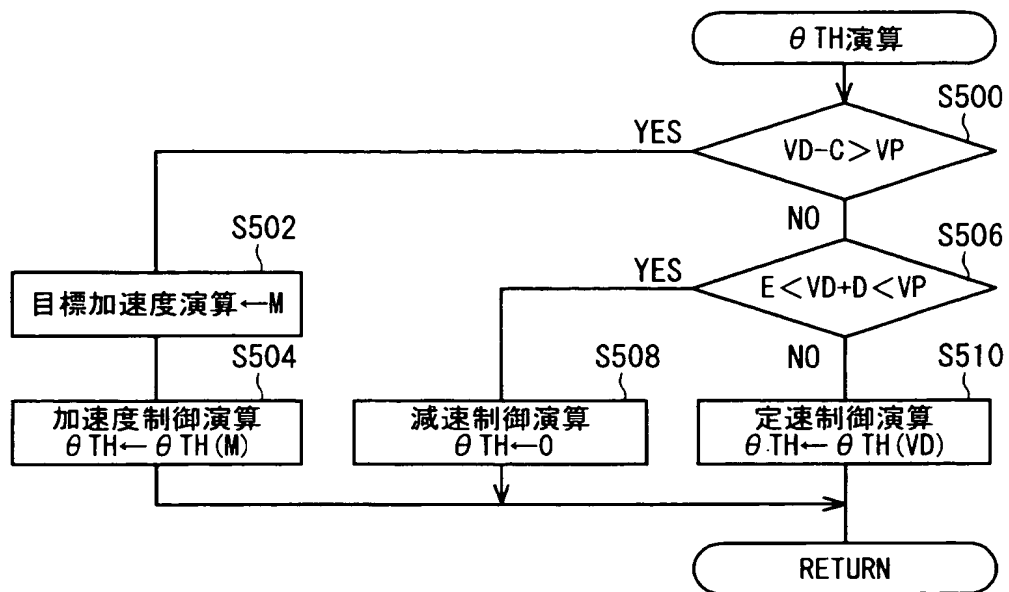 θTH演算
S500
VD-C>VP
YES
NO
S502
目標加速度演算←M
S504
加速度制御演算
θTH←θTH(M)
S506
E<VD+D<VP
YES
NO
S508
減速制御演算
θTH←0
S510
定速制御演算
θTH←θTH(VD)
RETURN